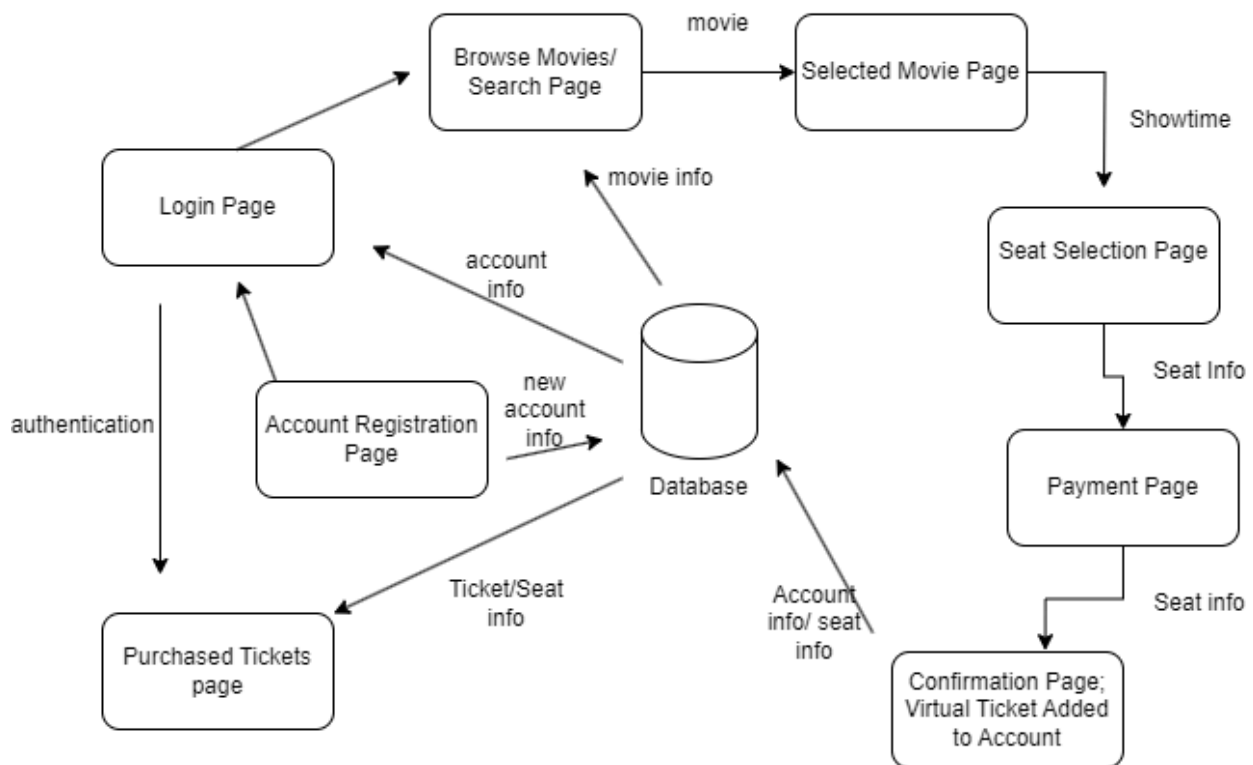 movie
Browse Movies/
Search Page
Selected Movie Page
Showtime
movie info
Login Page
Seat Selection Page
account
info
Seat Info
new
account
info
authentication
Account Registration
Page
Database
Payment Page
Ticket/Seat
info
Account
info/ seat
info
Seat info
Purchased Tickets
page
Confirmation Page;
Virtual Ticket Added
to Account